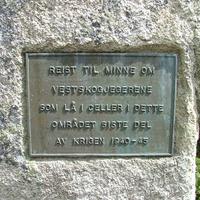 REIST TIL MINNE OM
VESTSKOGJEGERENE
SOM LÅ I CELLER I DETTE
OMRÅDET SISTE DEL
AV KRIGEN 1940-45